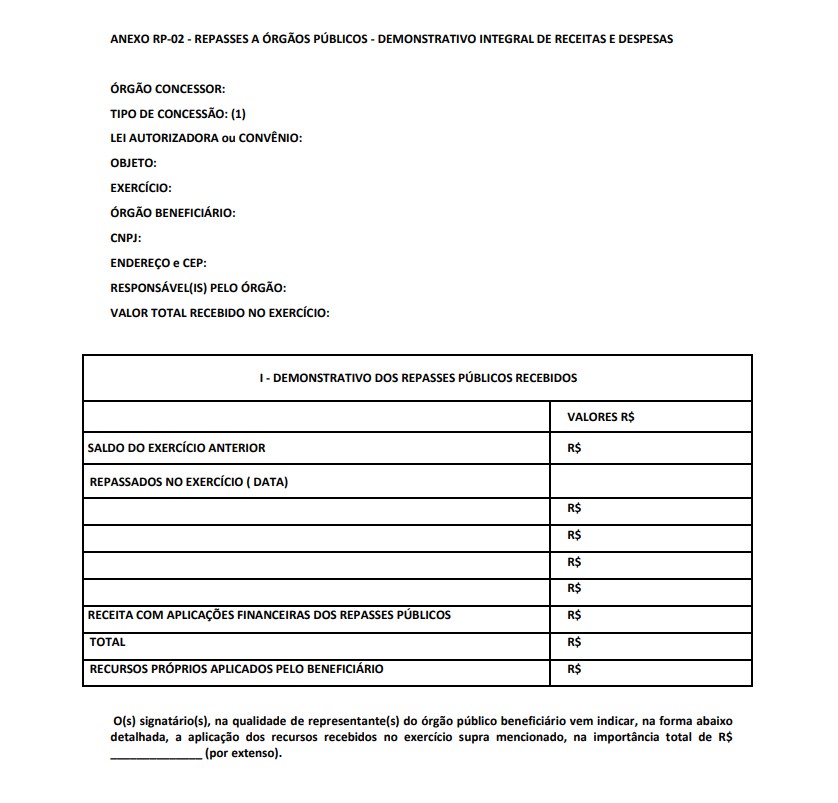 ANEXO RP-02 - REPASSES A ÓRGÃOS PÚBLICOS - DEMONSTRATIVO INTEGRAL DE RECEITAS E DESPESAS
ÓRGÃO CONCESSOR:
TIPO DE CONCESSÃO: (1)
LEI AUTORIZADORA ou CONVÊNIO:
OBJETO:
EXERCÍCIO:
ÓRGÃO BENEFICIÁRIO:
CNPJ:
ENDEREÇO e CEP:
RESPONSÁVEL(IS) PELO ÓRGÃO:
VALOR TOTAL RECEBIDO NO EXERCÍCIO:
I - DEMONSTRATIVO DOS REPASSES PÚBLICOS RECEBIDOS
VALORES R$
SALDO DO EXERCÍCIO ANTERIOR R$
REPASSADOS NO EXERCÍCIO ( DATA)
R$
R$
R$
R$
RECEITA COM APLICAÇÕES FINANCEIRAS DOS REPASSES PÚBLICOS R$
TOTAL R$
RECURSOS PRÓPRIOS APLICADOS PELO BENEFICIÁRIO R$
O(s) signatário(s), na qualidade de representante(s) do órgão público beneficiário vem indicar, na forma abaixo
detalhada, a aplicação dos recursos recebidos no exercício supra mencionado, na importância total de R$
______________ (por extenso).